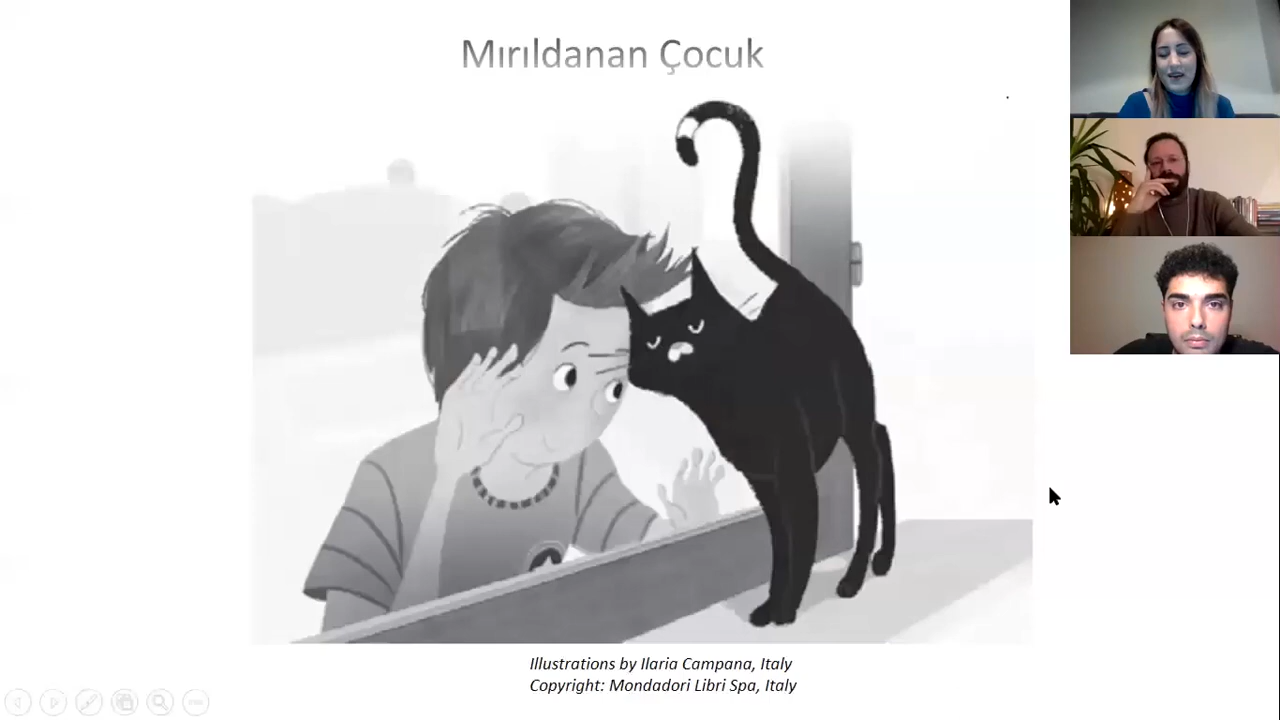 Mırıldanan Çocuk
Illustrations by Ilaria Campana, Italy
Copyright: Mondadori Libri Spa, Italy